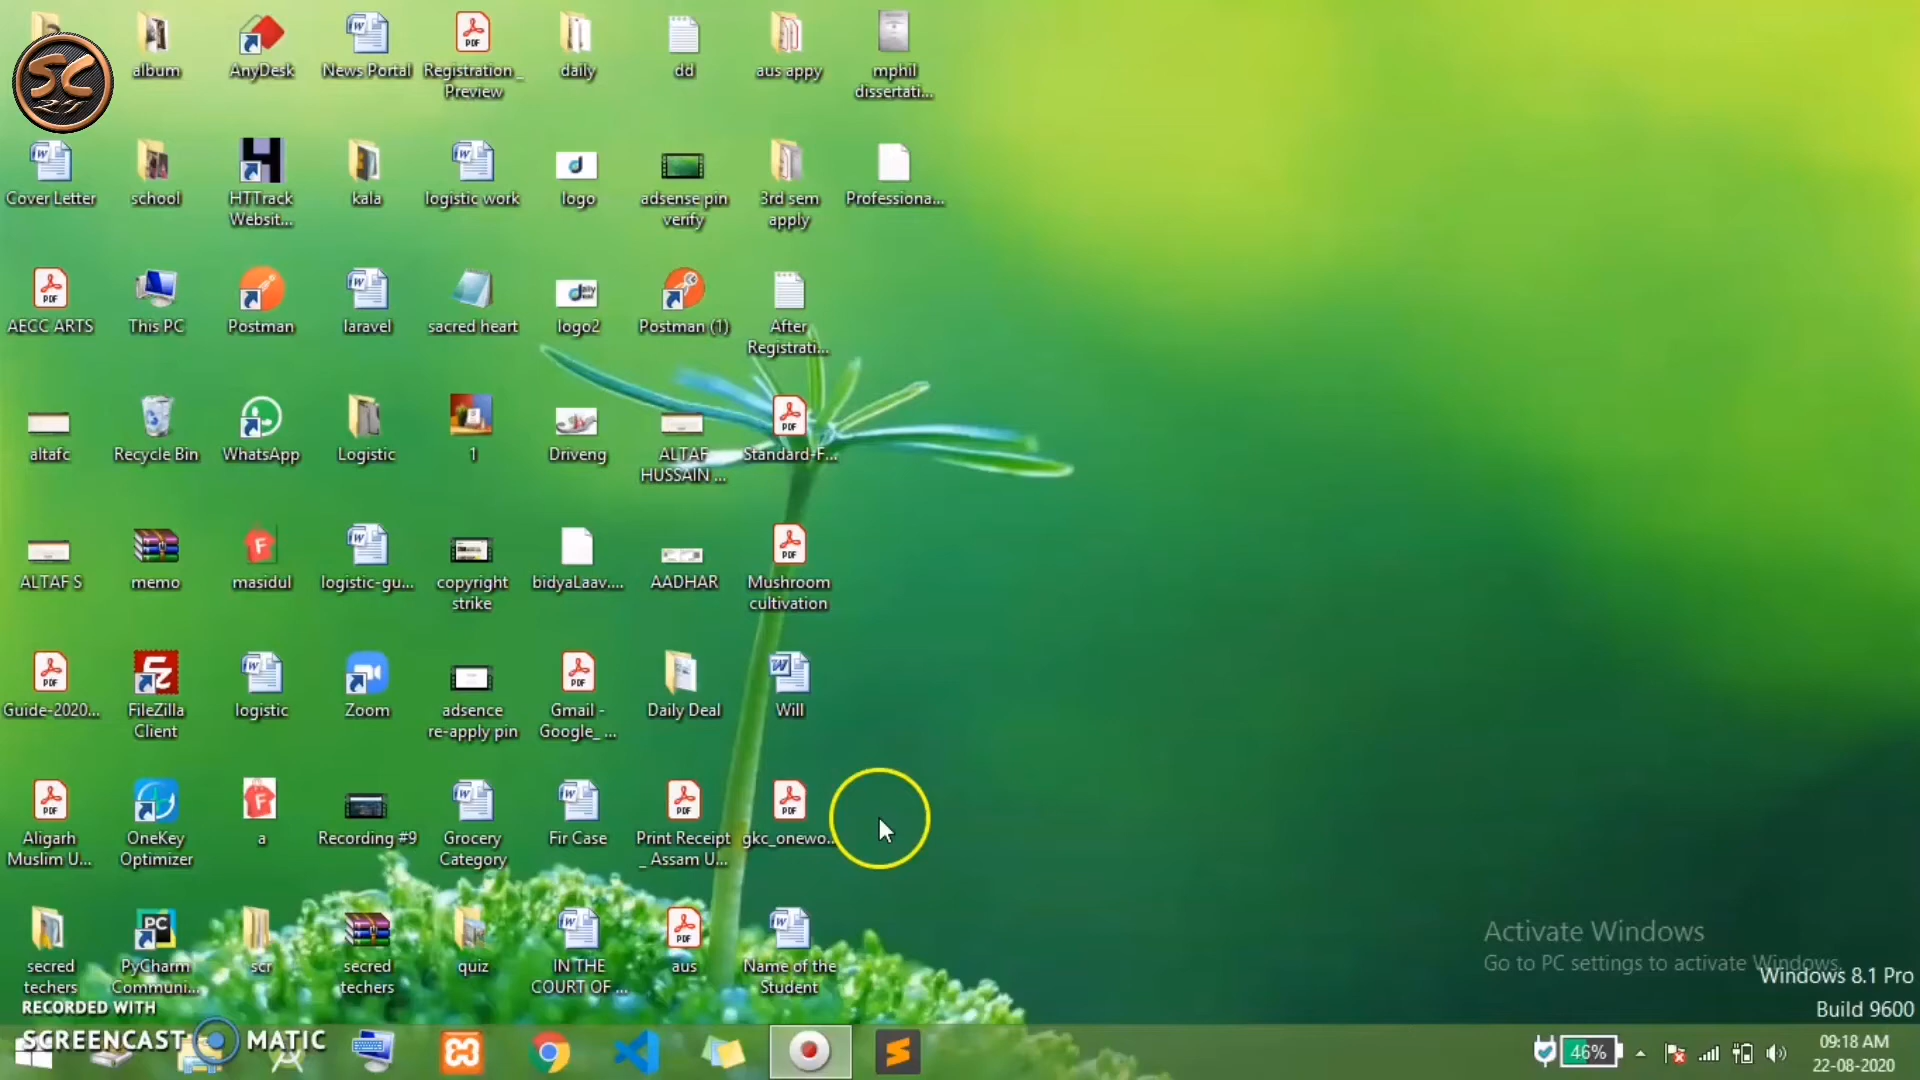 SC
album
AnyDesk
News Portal
Registration_
Preview
daily
dd
aus appy
mphil
dissertati...
Cover Letter
school
HTTrack
Websit...
kala
logistic work
logo
adsense pin
verify
3rd sem
apply
Professiona...
AECC ARTS
This PC
Postman
laravel
sacred heart
logo2
Postman (1)
After
Registrati...
altafc
Recycle Bin
WhatsApp
Logistic
1
Driveng
ALTAF
HUSSAIN ...
Standard-F...
ALTAF S
memo
masidul
logistic-gu...
copyright
strike
bidyaLaav....
AADHAR
Mushroom
cultivation
Guide-2020...
FileZilla
Client
logistic
Zoom
adsence
re-apply pin
Gmail -
Google_ ...
Daily Deal
Will
Aligarh
Muslim U...
OneKey
Optimizer
a
Recording #9
Grocery
Category
Fir Case
Print Receipt
_ Assam U...
gkc_onewo...
secred
techers
PyCharm
Communi...
scr
secred
techers
quiz
IN THE
COURT OF ...
aus
Name of the
Student
Activate Windows
Go to PC settings to activate Windows.
Windows 8.1 Pro
Build 9600
RECORDED WITH
SCREENCAST MATIC
46%
09:18 AM
22-08-2020